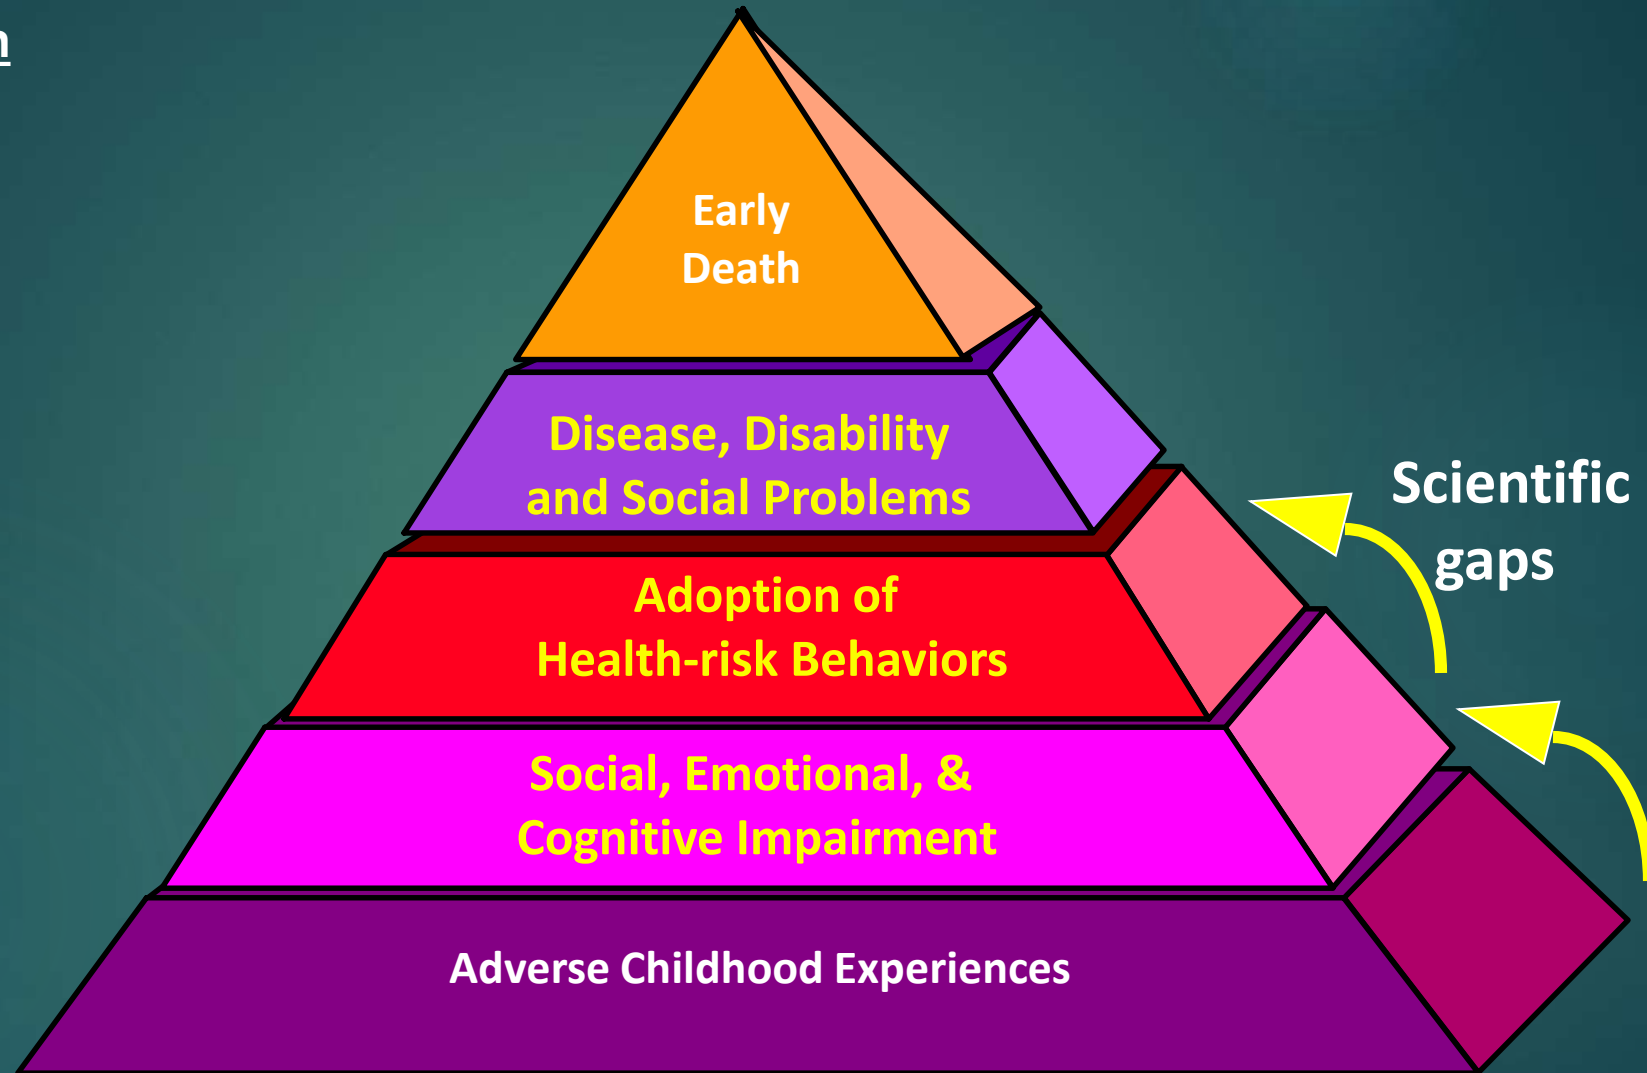 Early
Death
Disease, Disability
and Social Problems
Scientific
gaps
Adoption of
Health-risk Behaviors
Social, Emotional, &
Cognitive Impairment
Adverse Childhood Experiences